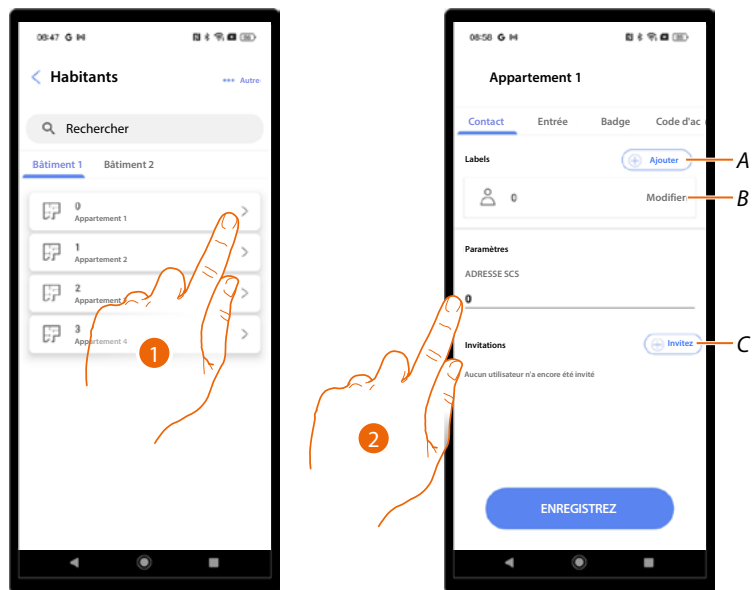 08:47 G
Habitants
Autre
Rechercher
Bâtiment 1 Bâtiment 2
0
Appartement 1
1
Appartement 2
2
Appartement
3
Appartement 4
1
08:58 G
Appartement 1
Contact Entrée Badge Code d'ac
Labels Ajouter A
0 Modifier B
Paramètres
ADRESSE SCS
0
Invitations Invitez C
Aucun utilisateur n'a encore été invité
2
ENREGISTREZ